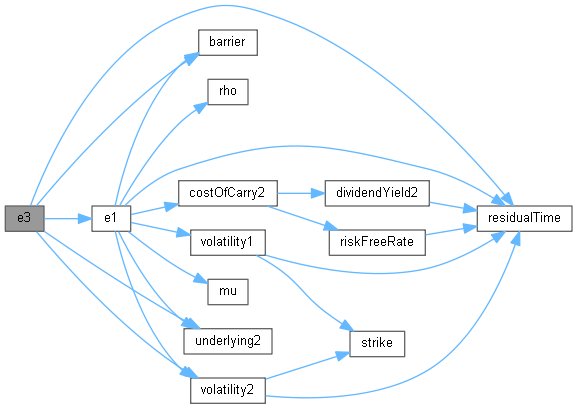 barrier
rho
costOfCarry2
dividendYield2
e3
e1
residualTime
volatility1
riskFreeRate
mu
underlying2
strike
volatility2